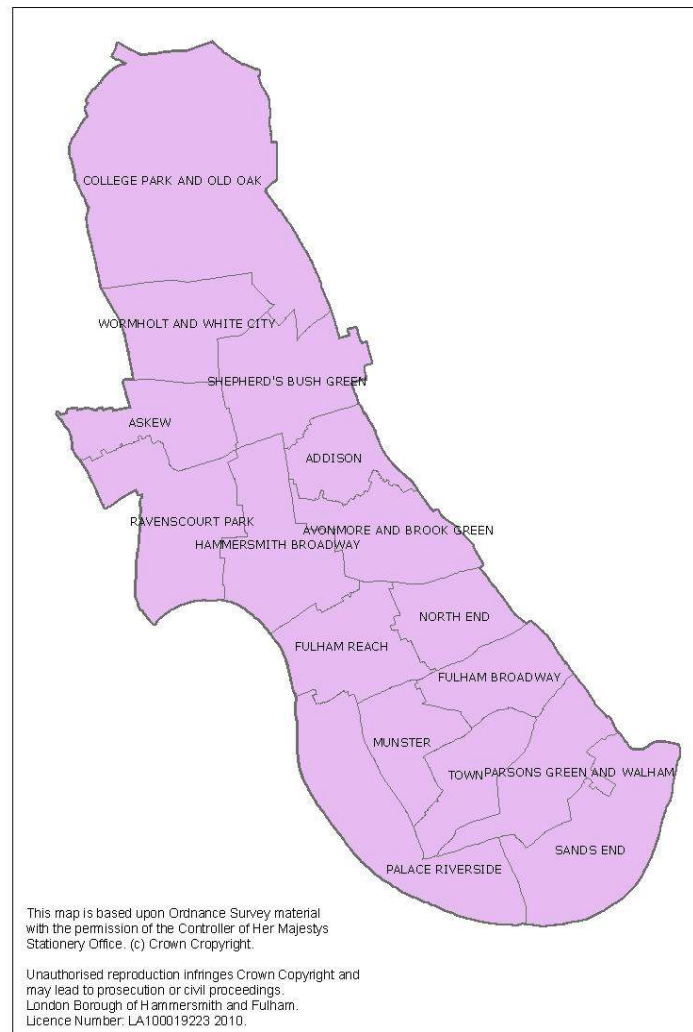 COLLEGE PARK AND OLD OAK
WORMHOLT AND WHITE CITY
SHEPHERD'S BUSH GREEN
ASKEW
ADDISON
RAVENSCOURT PARK
AVONMORE AND BROOK GREEN
HAMMERSMITH BROADWAY
NORTH END
FULHAM REACH
FULHAM BROADWAY
MUNSTER
TOWN
PARSONS GREEN AND WALHAM
SANDS END
PALACE RIVERSIDE
This map is based upon Ordnance Survey material
with the permission of the Controller of Her Majestys
Stationery Office. (c) Crown Cropyright.
Unauthorised reproduction infringes Crown Copyright and
may lead to prosecution or civil proceedings.
London Borough of Hammersmith and Fulham.
Licence Number: LA100019223 2010.